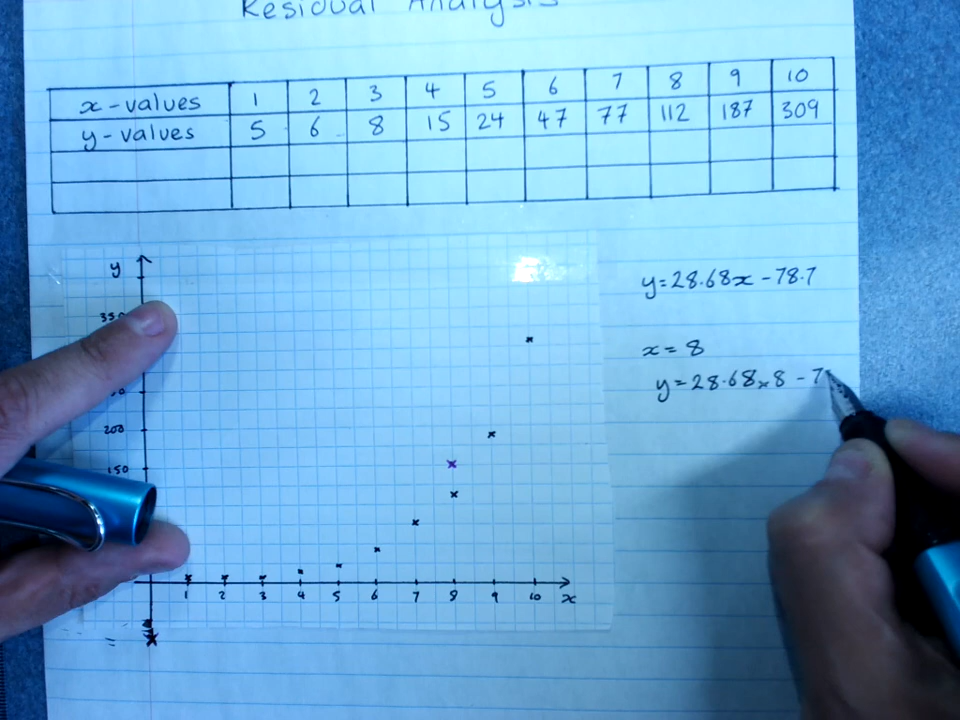 Residual Analysis
x-values 1 2 3 4 5 6 7 8 9 10
y-values 5 6 8 15 24 47 77 112 187 309
y
y=28.68x -78.7
x = 8
y=28.68×8 - 7
200
150
1 2 3 4 5 6 7 8 9 10 x